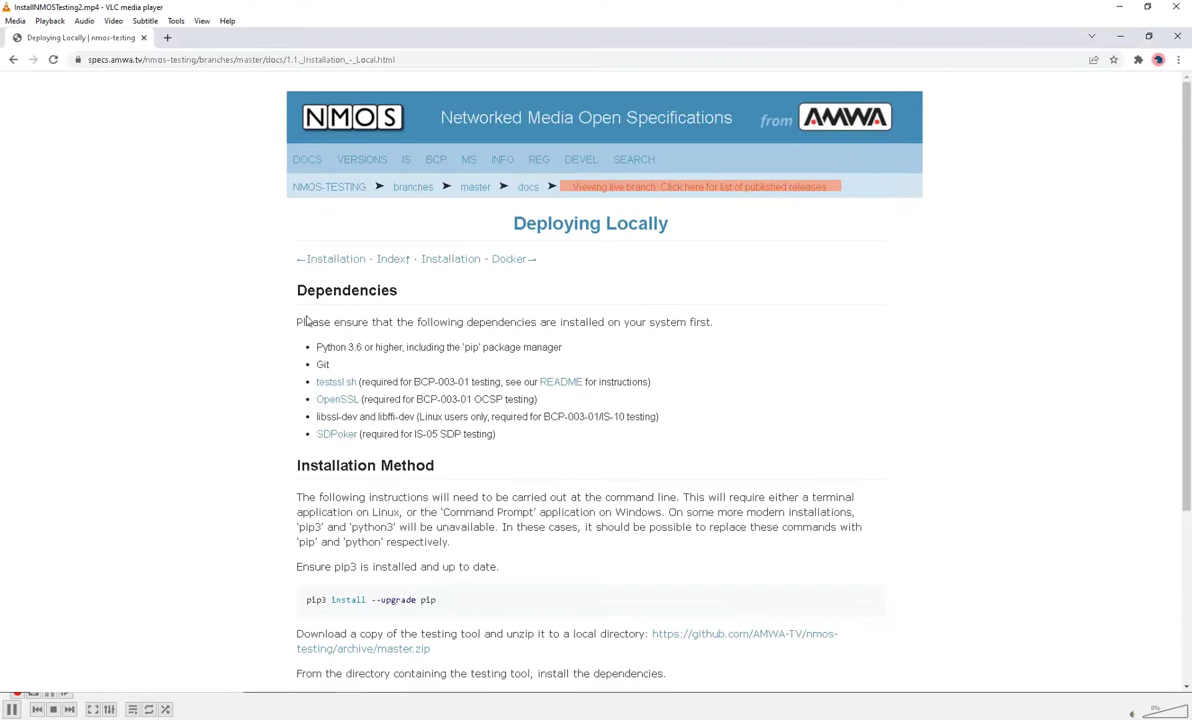 InstallNMOSTesting2.mp4 - VLC media player
Media Playback Audio Video Subtitle Tools View Help
Deploying Locally | nmos-testing
specs.amwa.tv/nmos-testing/branches/master/docs/1.1._Installation_-_Local.html
NMOS Networked Media Open Specifications from AMWA
DOCS VERSIONS IS BCP MS INFO REG DEVEL SEARCH
NMOS-TESTING ➤ branches ➤ master ➤ docs ➤ Viewing live branch. Click here for list of published releases.
Deploying Locally
←Installation · Index↑ · Installation - Docker→
Dependencies
Please ensure that the following dependencies are installed on your system first.
• Python 3.6 or higher, including the 'pip' package manager
• Git
• testssl.sh (required for BCP-003-01 testing, see our README for instructions)
• OpenSSL (required for BCP-003-01 OCSP testing)
• libssl-dev and libffi-dev (Linux users only, required for BCP-003-01/IS-10 testing)
• SDPoker (required for IS-05 SDP testing)
Installation Method
The following instructions will need to be carried out at the command line. This will require either a terminal
application on Linux, or the ‘Command Prompt’ application on Windows. On some more modern installations,
‘pip3’ and ‘python3’ will be unavailable. In these cases, it should be possible to replace these commands with
‘pip’ and ‘python’ respectively.
Ensure pip3 is installed and up to date.
pip3 install --upgrade pip
Download a copy of the testing tool and unzip it to a local directory: https://github.com/AMWA-TV/nmos-
testing/archive/master.zip
From the directory containing the testing tool, install the dependencies.
0%